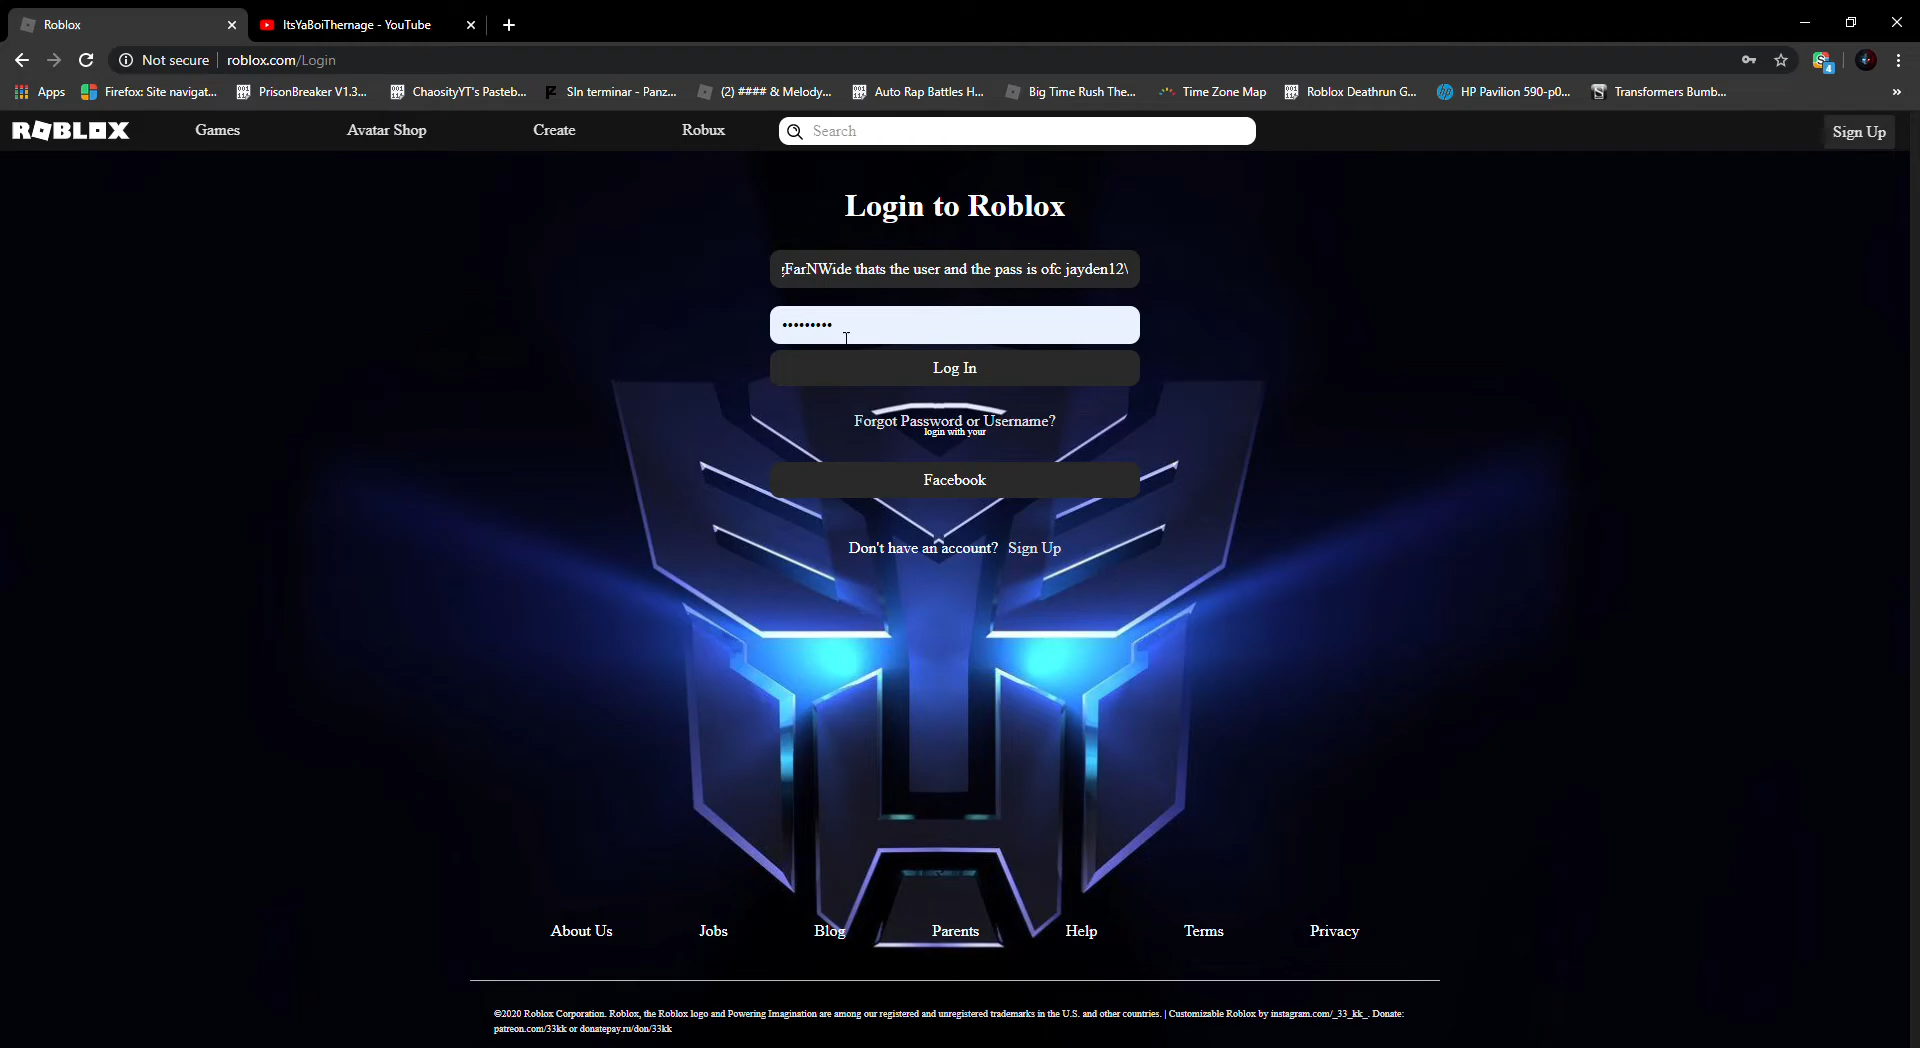 Roblox
ItsYaBoiThernage - YouTube
Not secure
roblox.com/Login
4
Apps
Firefox: Site navigat...
PrisonBreaker V1.3...
ChaosityYT's Pasteb...
SIn terminar - Panz...
(2) #### & Melody...
Auto Rap Battles H...
Big Time Rush The...
Time Zone Map
Roblox Deathrun G...
HP Pavilion 590-p0...
Transformers Bumb...
»
ROBLOX
Games
Avatar Shop
Create
Robux
Search
Sign Up
Login to Roblox
gFarNWide thats the user and the pass is ofc jayden12\
•••••••••
Log In
Forgot Password or Username?
login with your
Facebook
Don't have an account? Sign Up
About Us
Jobs
Blog
Parents
Help
Terms
Privacy
©2020 Roblox Corporation. Roblox, the Roblox logo and Powering Imagination are among our registered and unregistered trademarks in the U.S. and other countries. | Customizable Roblox by instagram.com/_33_kk_. Donate:
patreon.com/33kk or donatepay.ru/don/33kk